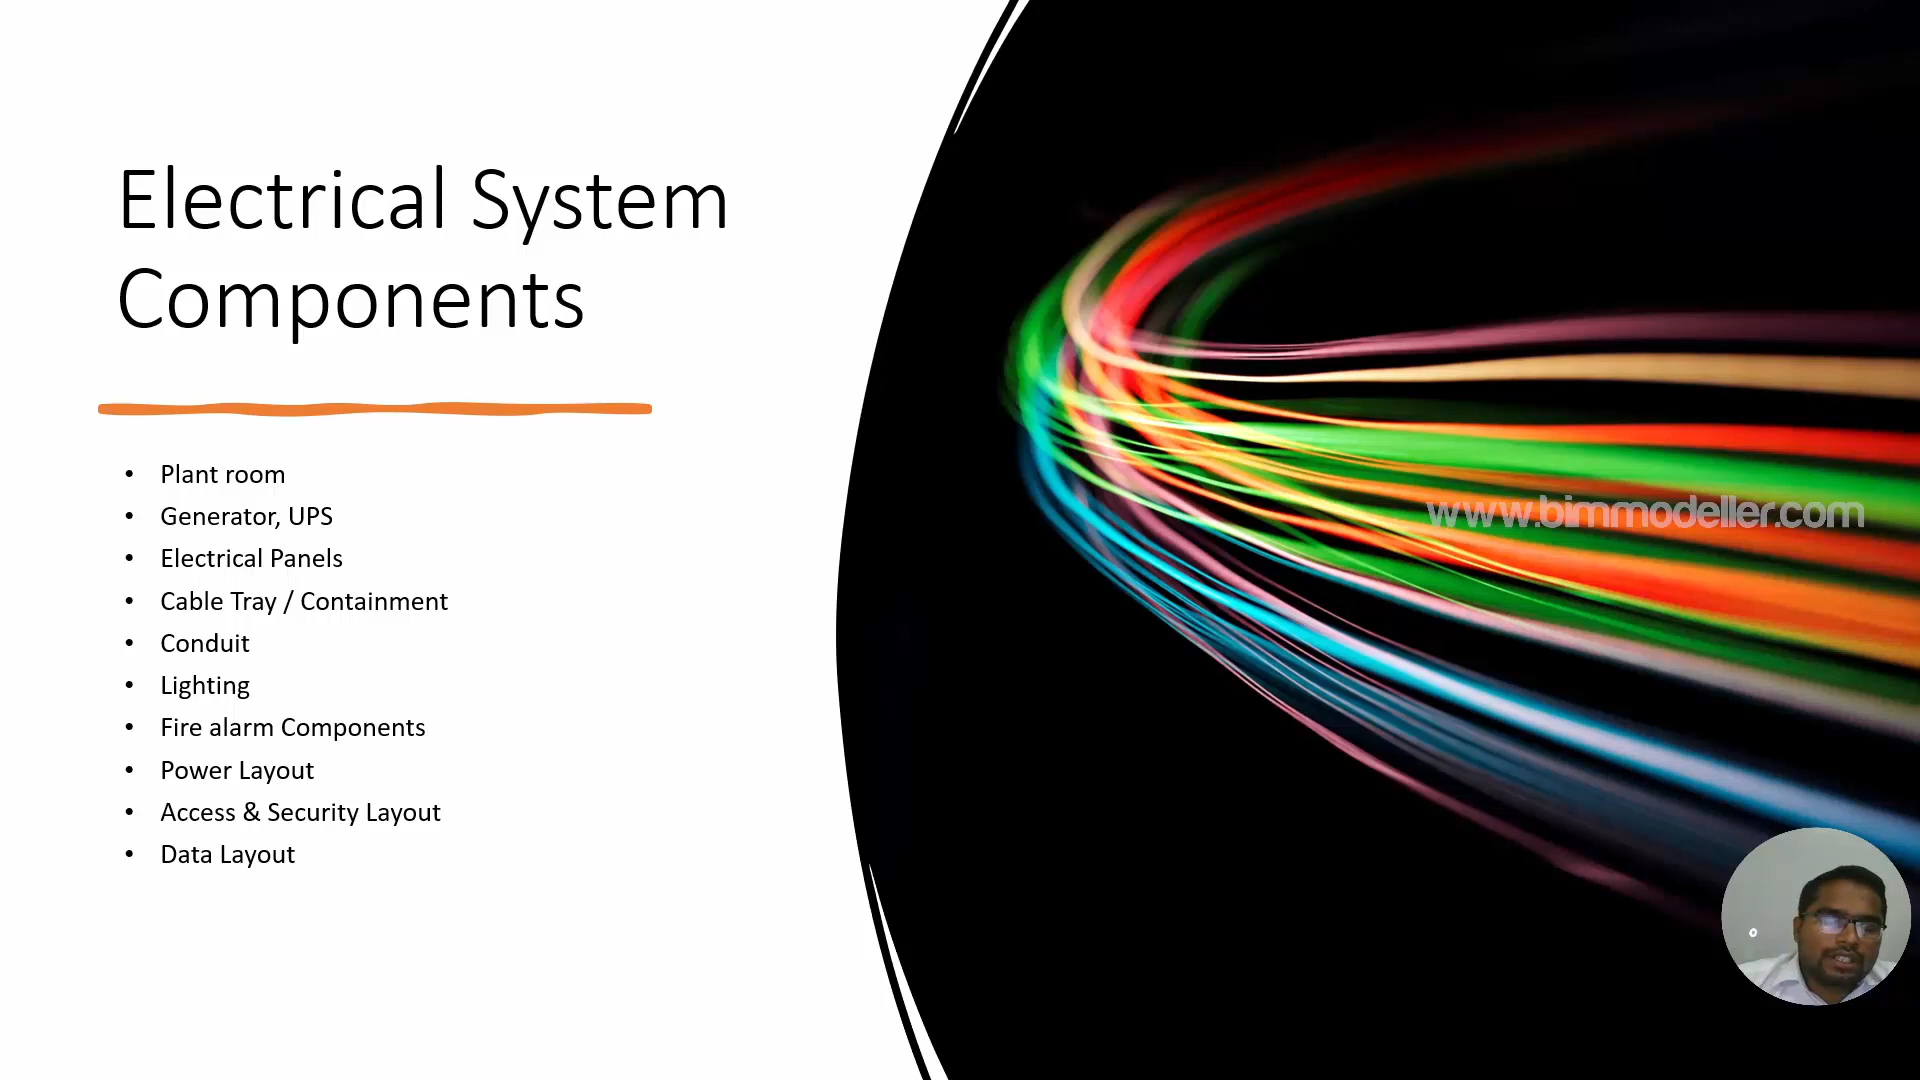 Electrical System
Components
• Plant room
• Generator, UPS
• Electrical Panels
• Cable Tray / Containment
• Conduit
• Lighting
• Fire alarm Components
• Power Layout
• Access & Security Layout
• Data Layout
www.bimmodeller.com